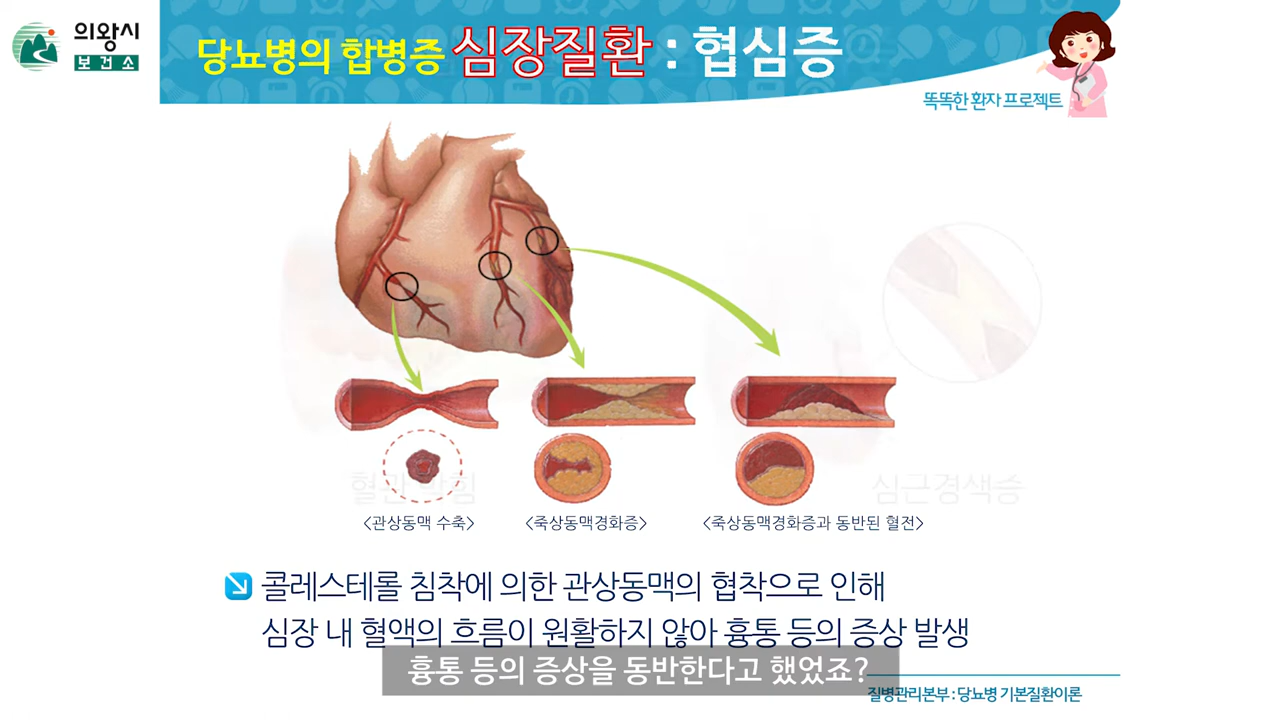 의왕시
보건소
당뇨병의 합병증 심장질환 : 협심증
똑똑한 환자 프로젝트
혈관 막힘
심근경색증
<관상동맥 수축>
<죽상동맥경화증>
<죽상동맥경화증과 동반된 혈전>
콜레스테롤 침착에 의한 관상동맥의 협착으로 인해
심장 내 혈액의 흐름이 원활하지 않아 흉통 등의 증상 발생
흉통 등의 증상을 동반한다고 했었죠?
질병관리본부 : 당뇨병 기본질환이론